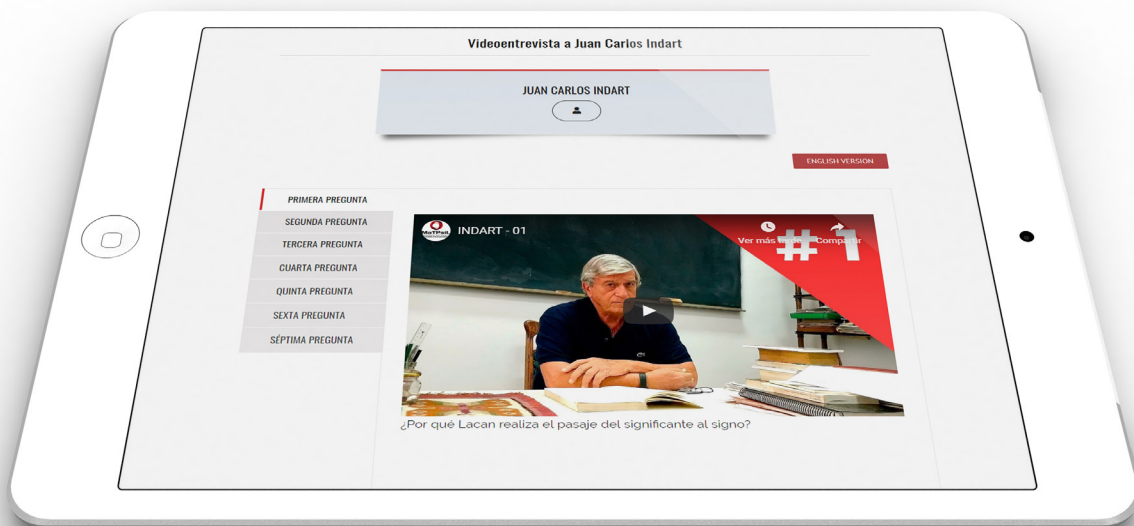 Videoentrevista a Juan Carlos Indart
JUAN CARLOS INDART
ENGLISH VERSION
PRIMERA PREGUNTA
SEGUNDA PREGUNTA
TERCERA PREGUNTA
CUARTA PREGUNTA
QUINTA PREGUNTA
SEXTA PREGUNTA
SÉPTIMA PREGUNTA
MaTPsil
INDART - 01
Ver más tarde
Compartir
#1
¿Por qué Lacan realiza el pasaje del significante al signo?